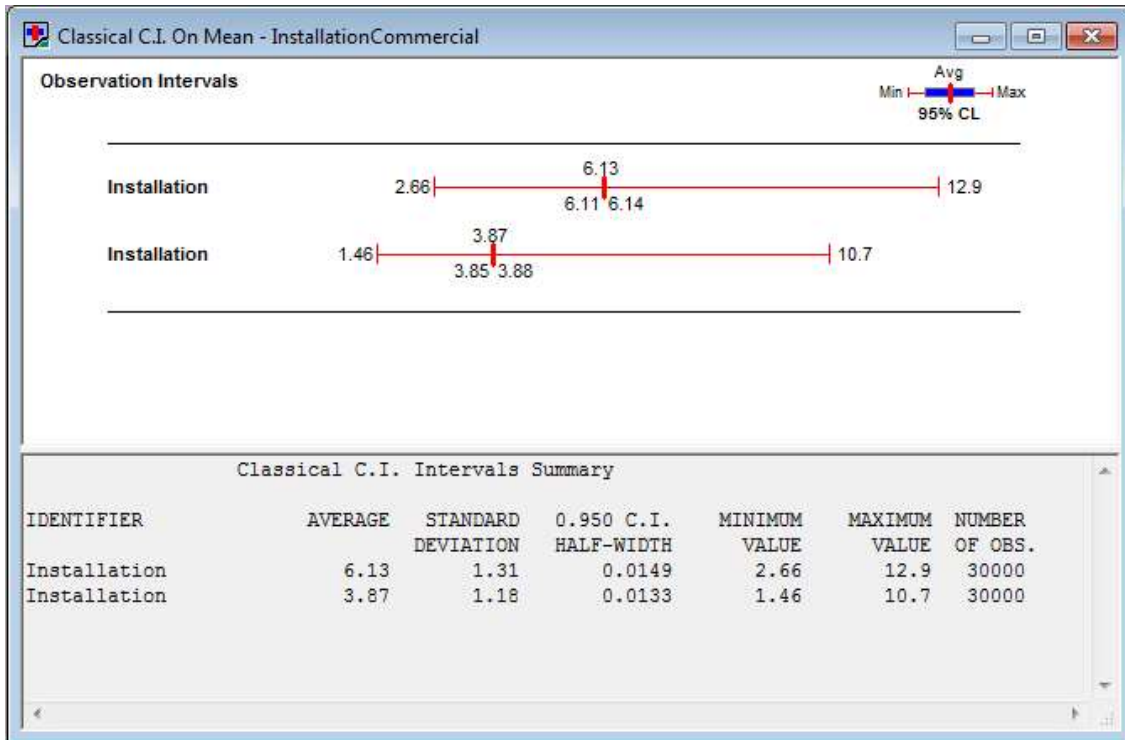 Classical C.I. On Mean - InstallationCommercial
Observation Intervals
Avg
Min Max
95% CL
6.13
Installation 2.66 12.9
6.11 6.14
3.87
Installation 1.46 10.7
3.85 3.88
Classical C.I. Intervals Summary
IDENTIFIER AVERAGE STANDARD 0.950 C.I. MINIMUM MAXIMUM NUMBER
DEVIATION HALF-WIDTH VALUE VALUE OF OBS.
Installation 6.13 1.31 0.0149 2.66 12.9 30000
Installation 3.87 1.18 0.0133 1.46 10.7 30000